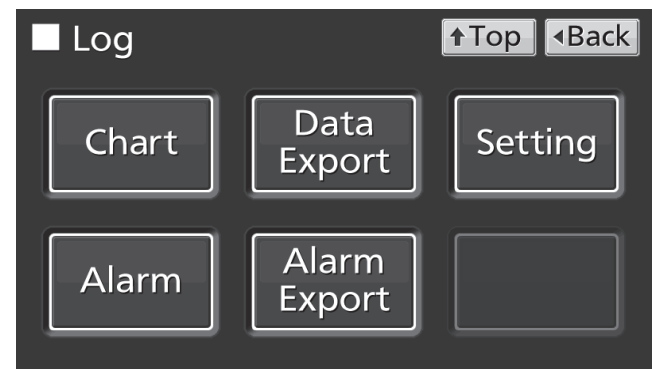 Log
↑Top
◂Back
Chart
Data
Export
Setting
Alarm
Alarm
Export